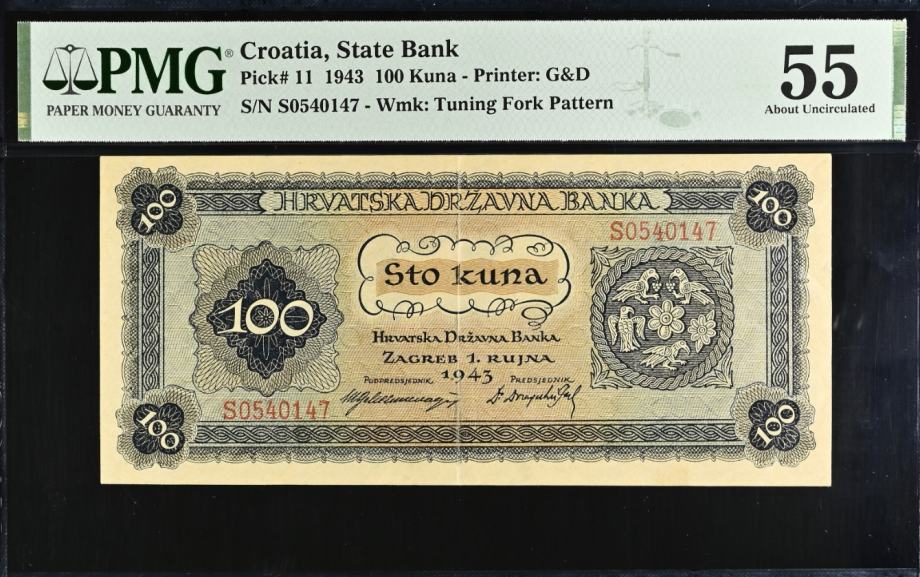 PMG®
PAPER MONEY GUARANTY
Croatia, State Bank
Pick# 11 1943 100 Kuna - Printer: G&D
S/N S0540147 - Wmk: Tuning Fork Pattern
55
About Uncirculated
100
HRVATSKA DRŽAVNA BANKA
100
S0540147
Sto kuna
100
HRVATSKA DRŽAVNA BANKA
ZAGREB 1. RUJNA
1943
PODPREDSJEDNIK
PREDSJEDNIK
S0540147
100
100